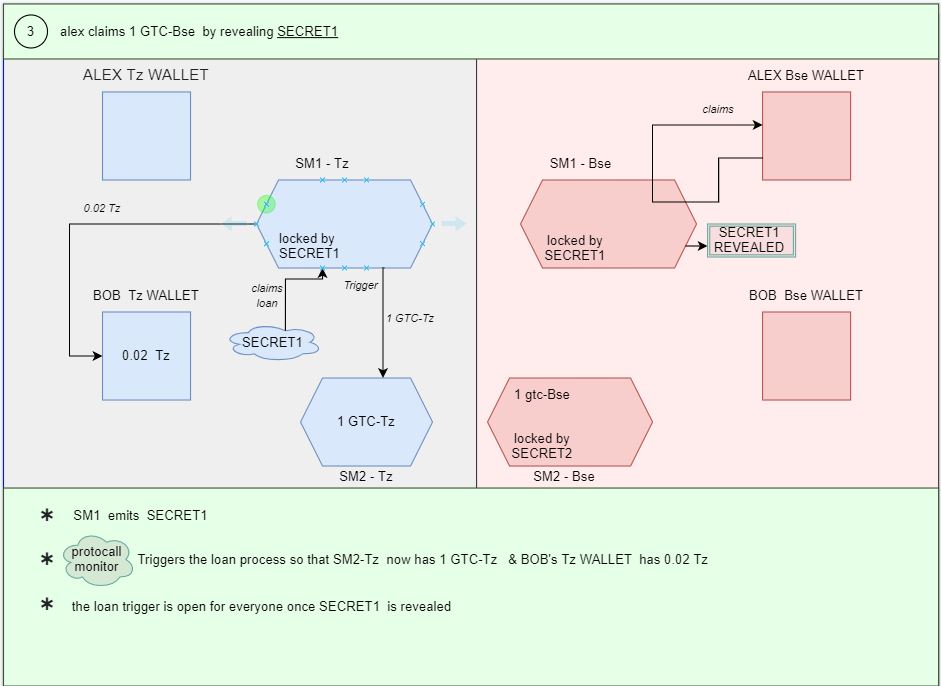 3
alex claims 1 GTC-Bse by revealing SECRET1
ALEX Tz WALLET
ALEX Bse WALLET
claims
SM1 - Tz
SM1 - Bse
0.02 Tz
locked by
SECRET1
locked by
SECRET1
SECRET1
REVEALED
claims
loan
Trigger
BOB Tz WALLET
BOB Bse WALLET
1 GTC-Tz
SECRET1
0.02 Tz
1 GTC-Tz
1 gtc-Bse
locked by
SECRET2
SM2 - Tz
SM2 - Bse
* SM1 emits SECRET1
* protocall
monitor
Triggers the loan process so that SM2-Tz now has 1 GTC-Tz & BOB's Tz WALLET has 0.02 Tz
* the loan trigger is open for everyone once SECRET1 is revealed